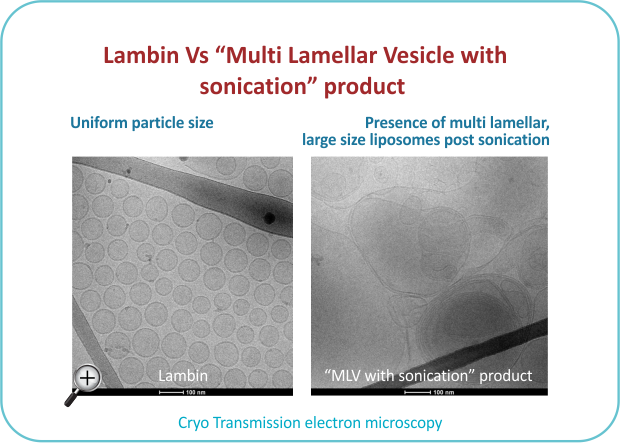 Lambin Vs “Multi Lamellar Vesicle with
sonication” product
Uniform particle size
Presence of multi lamellar,
large size liposomes post sonication
Lambin
“MLV with sonication” product
100 nm
100 nm
Cryo Transmission electron microscopy